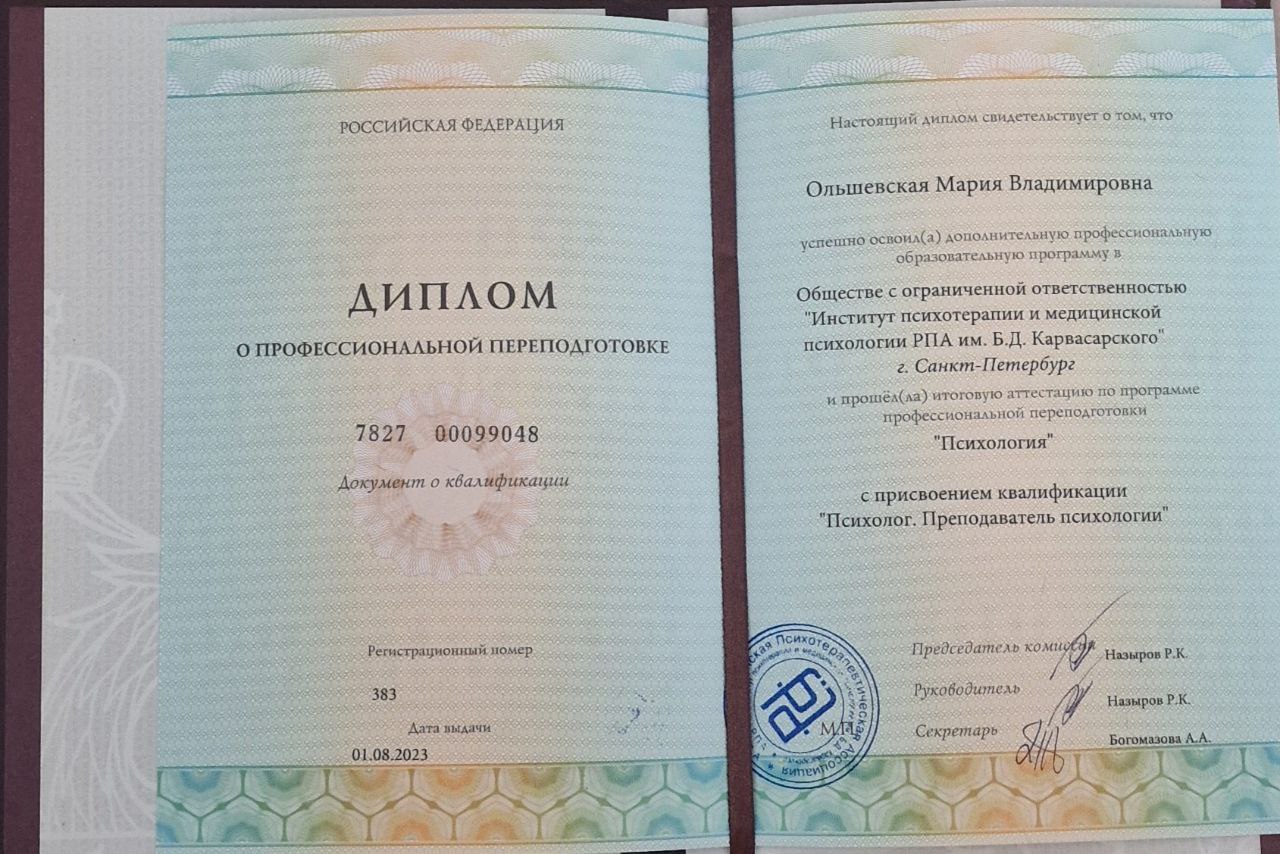 РОССИЙСКАЯ ФЕДЕРАЦИЯ
ДИПЛОМ
О ПРОФЕССИОНАЛЬНОЙ ПЕРЕПОДГОТОВКЕ
7827 00099048
Документ о квалификации
Регистрационный номер
383
Дата выдачи
01.08.2023
Настоящий диплом свидетельствует о том, что
Ольшевская Мария Владимировна
успешно освоил(а) дополнительную профессиональную
образовательную программу в
Обществе с ограниченной ответственностью
"Институт психотерапии и медицинской
психологии РПА им. Б.Д. Карвасарского"
г. Санкт-Петербург
и прошёл(ла) итоговую аттестацию по программе
профессиональной переподготовки
"Психология"
с присвоением квалификации
"Психолог. Преподаватель психологии"
Председатель комиссии Назыров Р.К.
Руководитель Назыров Р.К.
Секретарь Богомазова А.А.
М.П.
Психотерапевтическая Ассоциация